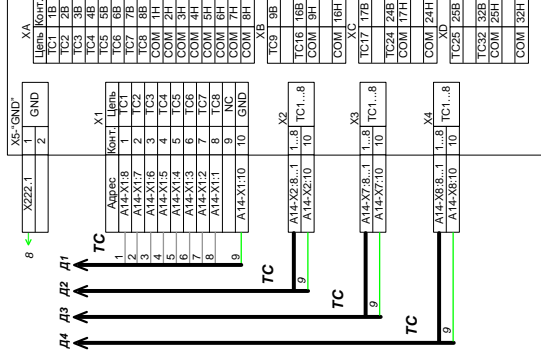 X5-"GND"
X222.1 1 GND
2
8
X1
Адрес Конт. Цепь
A14-X1:8 1 TC1
A14-X1:7 2 TC2
A14-X1:6 3 TC3
A14-X1:5 4 TC4
A14-X1:4 5 TC5
A14-X1:3 6 TC6
A14-X1:2 7 TC7
A14-X1:1 8 TC8
9 NC
A14-X1:10 10 GND
TC
1
2
3
4
5
6
7
8
9
Д1
X2
A14-X2:8...1 1...8 TC1...8
A14-X2:10 10
TC
9
Д2
X3
A14-X7:8...1 1...8 TC1...8
A14-X7:10 10
TC
9
Д3
X4
A14-X8:8...1 1...8 TC1...8
A14-X8:10 10
TC
9
Д4
XA
Цепь Конт.
TC1 1B
TC2 2B
TC3 3B
TC4 4B
TC5 5B
TC6 6B
TC7 7B
TC8 8B
COM 1H
COM 2H
COM 3H
COM 4H
COM 5H
COM 6H
COM 7H
COM 8H
XB
TC9 9B
TC16 16B
COM 9H
COM 16H
XC
TC17 17B
TC24 24B
COM 17H
COM 24H
XD
TC25 25B
TC32 32B
COM 25H
COM 32H